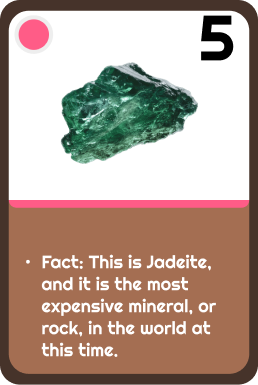 5
• Fact: This is Jadeite,
and it is the most
expensive mineral, or
rock, in the world at
this time.